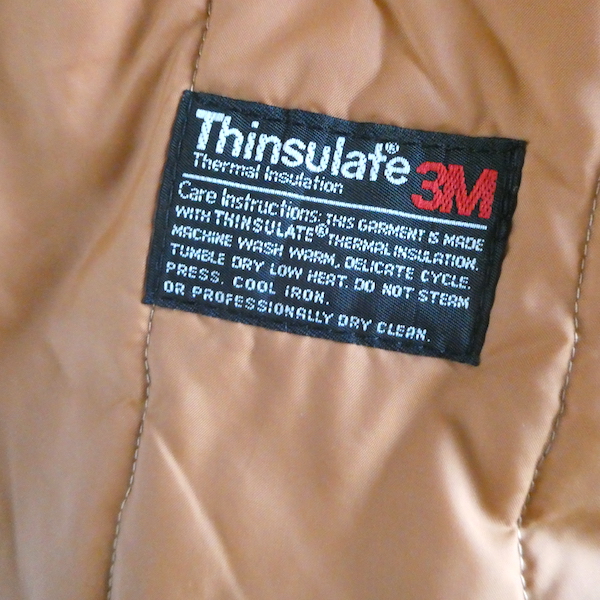 Thinsulate®
Thermal Insulation 3M
Care Instructions: THIS GARMENT IS MADE
WITH THINSULATE® THERMAL INSULATION.
MACHINE WASH WARM, DELICATE CYCLE.
TUMBLE DRY LOW HEAT. DO NOT STEAM
PRESS. COOL IRON.
OR PROFESSIONALLY DRY CLEAN.